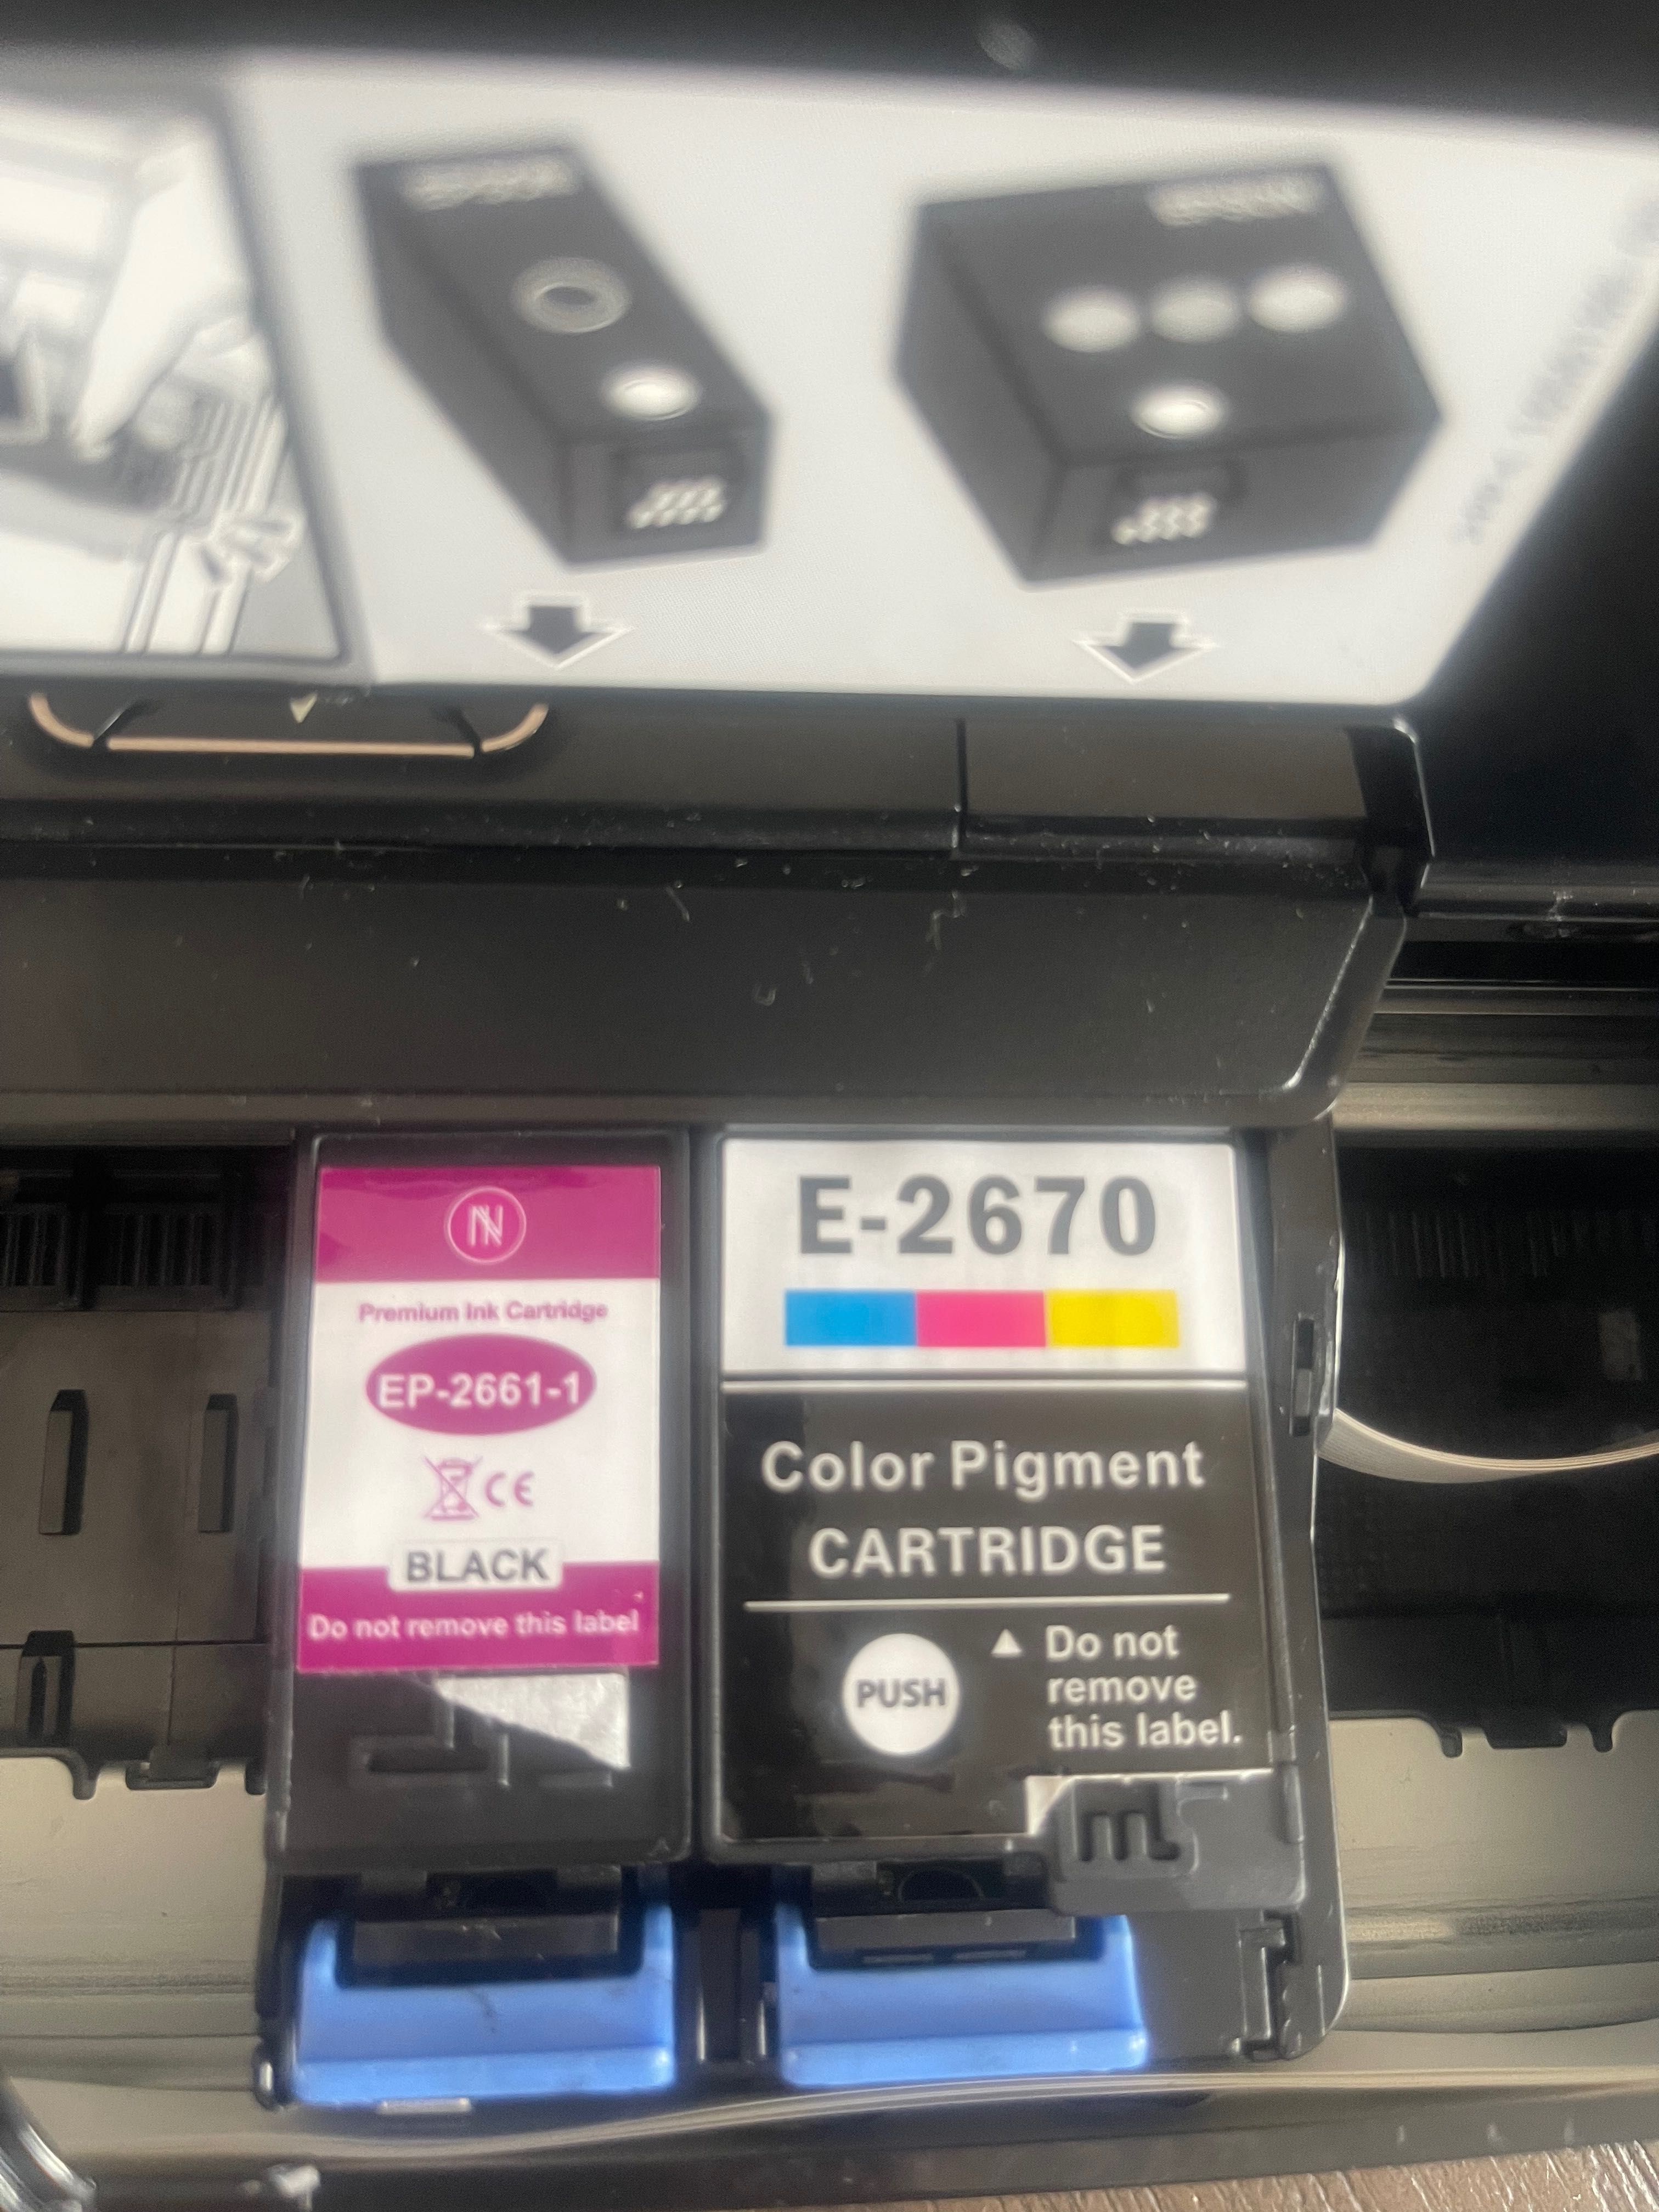 Premium Ink Cartridge
EP-2661-1
CE
BLACK
Do not remove this label
E-2670
Color Pigment
CARTRIDGE
PUSH
Do not
remove
this label.